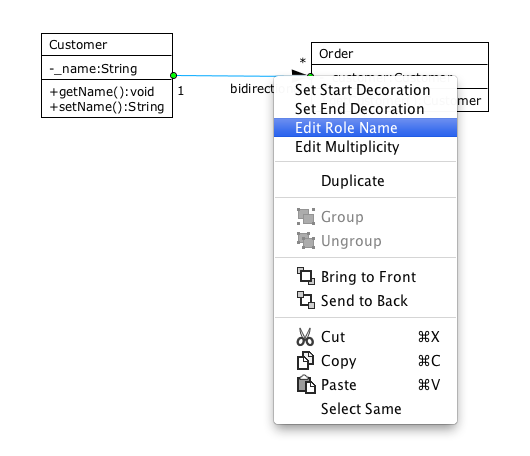 Customer
-_name:String
+getName():void
+setName():String
1
*
Order
Customer
Set Start Decoration
Set End Decoration
Edit Role Name
Edit Multiplicity
Duplicate
Group
Ungroup
Bring to Front
Send to Back
Cut ⌘X
Copy ⌘C
Paste ⌘V
Select Same